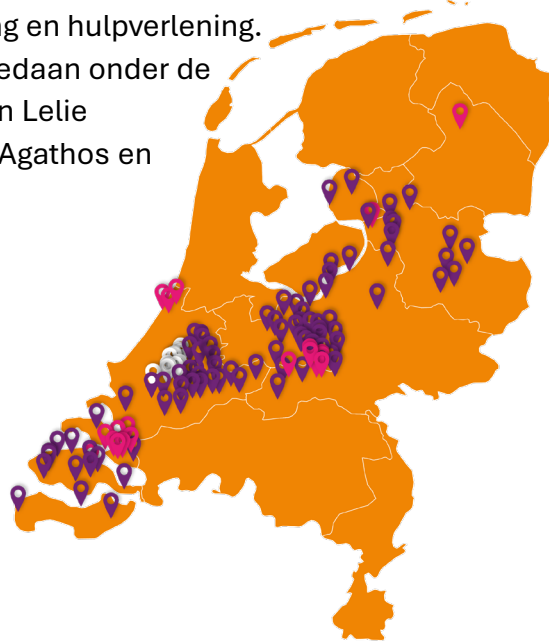 g en hulpverlening.
edaan onder de
n Lelie
Agathos en